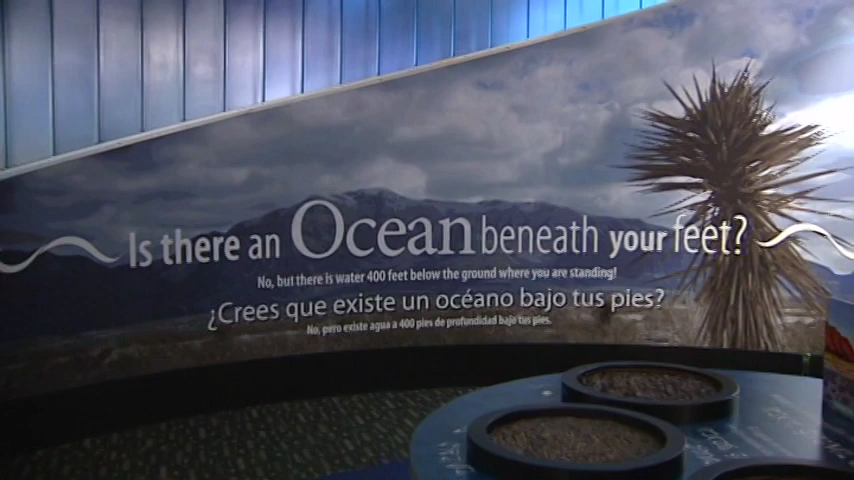 Is there an Ocean beneath your feet?
No, but there is water 400 feet below the ground where you are standing!
¿Crees que existe un océano bajo tus pies?
No, pero existe agua a 400 pies de profundidad bajo tus pies.